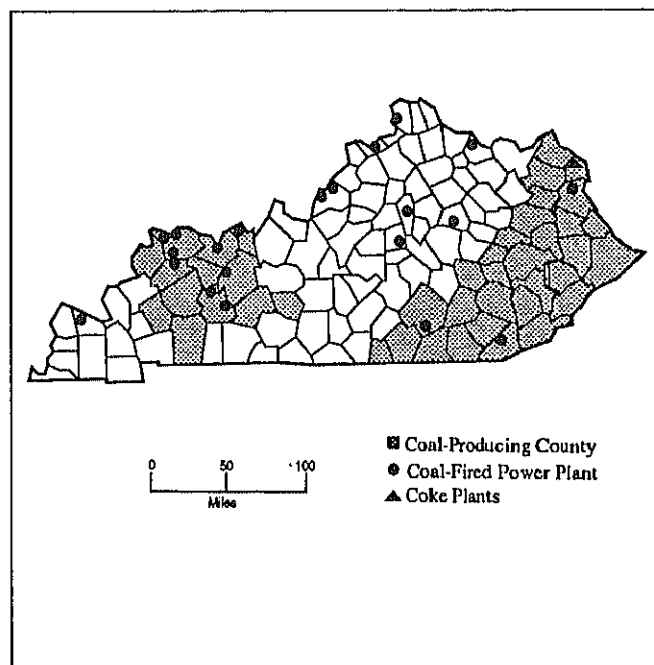 Coal-Producing County
Coal-Fired Power Plant
Coke Plants
0 50 100
Miles